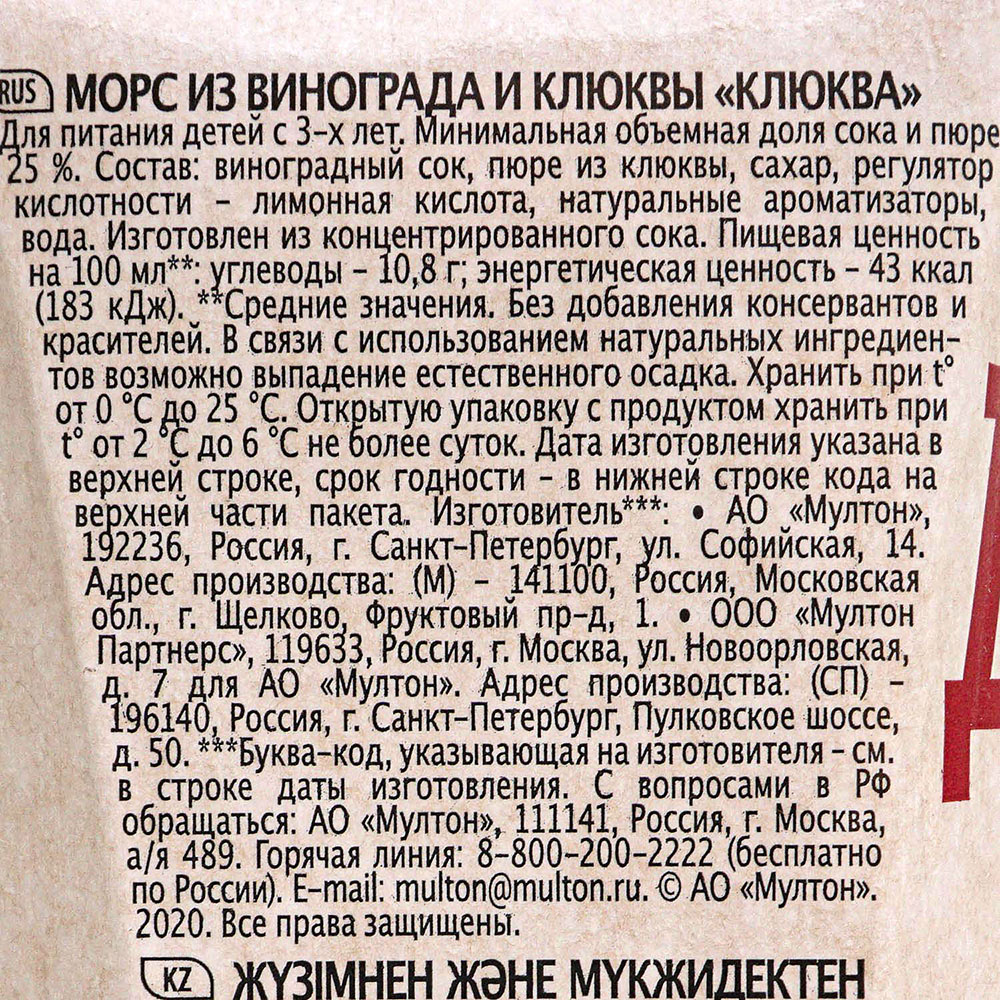 RUS МОРС ИЗ ВИНОГРАДА И КЛЮКВЫ «КЛЮКВА»
Для питания детей с 3-х лет. Минимальная объемная доля сока и пюре
25 %. Состав: виноградный сок, пюре из клюквы, сахар, регулятор
кислотности – лимонная кислота, натуральные ароматизаторы,
вода. Изготовлен из концентрированного сока. Пищевая ценность
на 100 мл**: углеводы – 10,8 г; энергетическая ценность – 43 ккал
(183 кДж). **Средние значения. Без добавления консервантов и
красителей. В связи с использованием натуральных ингредиен-
тов возможно выпадение естественного осадка. Хранить при t°
от 0 °C до 25 °C. Открытую упаковку с продуктом хранить при
t° от 2 °C до 6 °C не более суток. Дата изготовления указана в
верхней строке, срок годности – в нижней строке кода на
верхней части пакета. Изготовитель***: • АО «Мултон»,
192236, Россия, г. Санкт-Петербург, ул. Софийская, 14.
Адрес производства: (М) – 141100, Россия, Московская
обл., г. Щелково, Фруктовый пр-д, 1. • ООО «Мултон
Партнерс», 119633, Россия, г. Москва, ул. Новоорловская,
д. 7 для АО «Мултон». Адрес производства: (СП) –
196140, Россия, г. Санкт-Петербург, Пулковское шоссе,
д. 50. ***Буква-код, указывающая на изготовителя – см.
в строке даты изготовления. С вопросами в РФ
обращаться: АО «Мултон», 111141, Россия, г. Москва,
а/я 489. Горячая линия: 8-800-200-2222 (бесплатно
по России). E-mail: multon@multon.ru. © АО «Мултон».
2020. Все права защищены.
KZ ЖҮЗІМНЕН ЖӘНЕ МҮКЖИДЕКТЕН